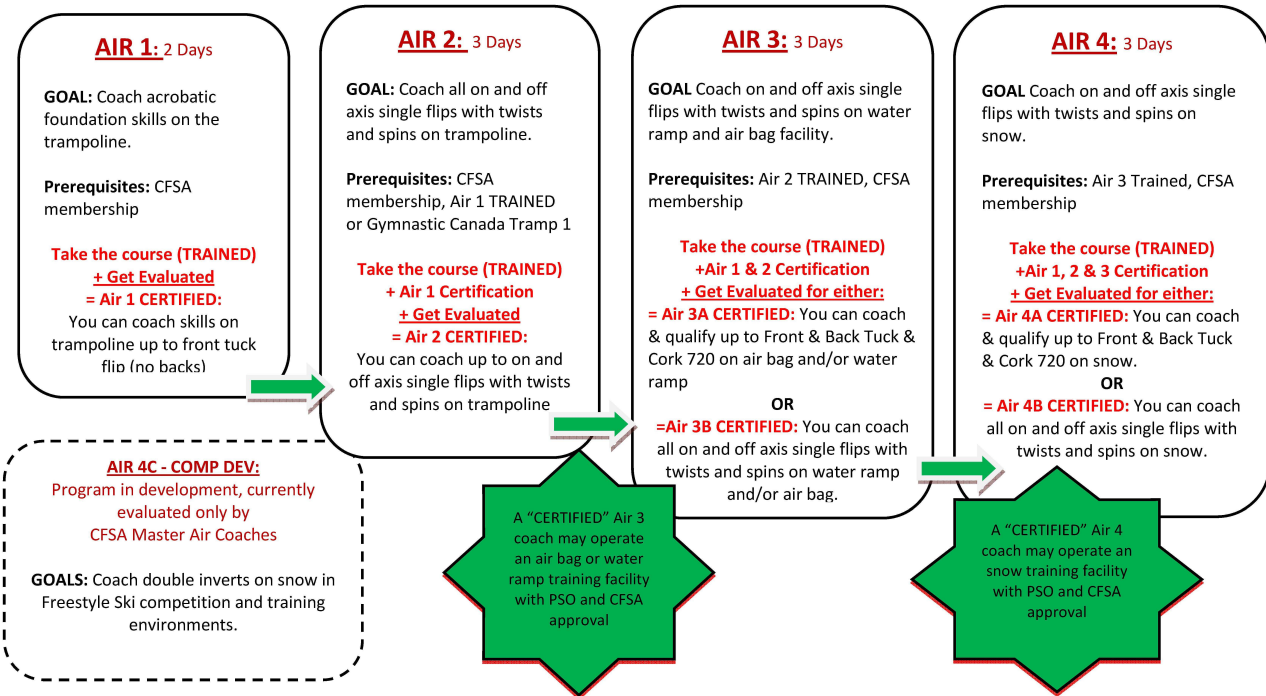 AIR 1: 2 Days
GOAL: Coach acrobatic
foundation skills on the
trampoline.
Prerequisites: CFSA
membership
Take the course (TRAINED)
+ Get Evaluated
= Air 1 CERTIFIED:
You can coach skills on
trampoline up to front tuck
flip (no backs)
AIR 2: 3 Days
GOAL: Coach all on and off
axis single flips with twists
and spins on trampoline.
Prerequisites: CFSA
membership, Air 1 TRAINED
or Gymnastic Canada Tramp 1
Take the course (TRAINED)
+ Air 1 Certification
+ Get Evaluated
= Air 2 CERTIFIED:
You can coach up to on and
off axis single flips with twists
and spins on trampoline
AIR 3: 3 Days
GOAL Coach on and off axis single
flips with twists and spins on water
ramp and air bag facility.
Prerequisites: Air 2 TRAINED, CFSA
membership
Take the course (TRAINED)
+Air 1 & 2 Certification
+ Get Evaluated for either:
= Air 3A CERTIFIED: You can coach
& qualify up to Front & Back Tuck &
Cork 720 on air bag and/or water
ramp
OR
=Air 3B CERTIFIED: You can coach
all on and off axis single flips with
twists and spins on water ramp
and/or air bag.
AIR 4: 3 Days
GOAL Coach on and off axis single
flips with twists and spins on
snow.
Prerequisites: Air 3 Trained, CFSA
membership
Take the course (TRAINED)
+Air 1, 2 & 3 Certification
+ Get Evaluated for either:
= Air 4A CERTIFIED: You can coach
& qualify up to Front & Back Tuck
& Cork 720 on snow.
OR
= Air 4B CERTIFIED: You can coach
all on and off axis single flips with
twists and spins on snow.
AIR 4C - COMP DEV:
Program in development, currently
evaluated only by
CFSA Master Air Coaches
GOALS: Coach double inverts on snow in
Freestyle Ski competition and training
environments.
A “CERTIFIED” Air 3
coach may operate
an air bag or water
ramp training facility
with PSO and CFSA
approval
A “CERTIFIED” Air 4
coach may operate an
snow training facility
with PSO and CFSA
approval